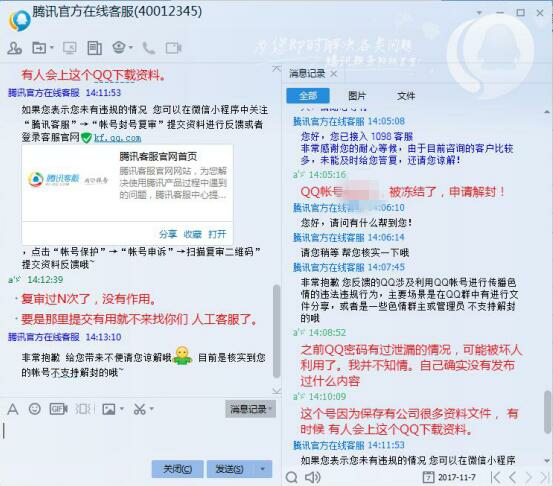 腾讯官方在线客服(40012345)
为您即时解决各类问题
有人会上这个QQ下载资料。
腾讯官方在线客服 14:11:53
如果您表示您未有违规的情况 您可以在微信小程序中关注
“腾讯客服”→“帐号封号复审”提交资料进行反馈或者
登录客服官网 kf.qq.com
腾讯客服官网首页
腾讯客服
客服官网网站，为您解
决使用腾讯产品过程中遇到
的问题，腾讯客服中心提...
分享 收藏 打开
，点击“帐号保护”→“帐号申诉”→扫描复审二维码”
提交资料反馈哦~
14:12:39
· 复审过N次了，没有作用。
· 要是那里提交有用就不来找你们 人工客服了。
腾讯官方在线客服 14:13:10
非常抱歉 给您带来不便请您谅解哦 目前是核实到您
的帐号不支持解封的哦~
消息记录
关闭(C)
发送(S)
消息记录
全部
图片
文件
腾讯官方在线客服 14:05:08
您好，您已接入 1098 客服
非常感谢您的耐心等候，由于目前咨询的客户比较
多，未能及时给您答复，还请您谅解！
14:05:16
QQ帐号 被冻结了，申请解封！
腾讯官方在线客服 14:06:10
您好，请问有什么帮到您！
腾讯官方在线客服 14:06:14
请您稍等 帮您核实一下哦
腾讯官方在线客服 14:07:45
非常抱歉 您反馈的QQ涉及利用QQ帐号进行传播色
情的违法违规行为，主要场景是在QQ群中有进行文
件分享，或者是一些色情群主或管理员 不支持解封
的哦
14:08:52
之前QQ密码有过泄漏的情况，可能被坏人
利用了。我并不知情。自己确实没有发布
过什么内容
14:10:09
这个号因为保存有公司很多资料文件， 有
时候 有人会上这个QQ下载资料。
腾讯官方在线客服 14:11:53
如果您表示您未有违规的情况 您可以在微信小程序
2017-11-7